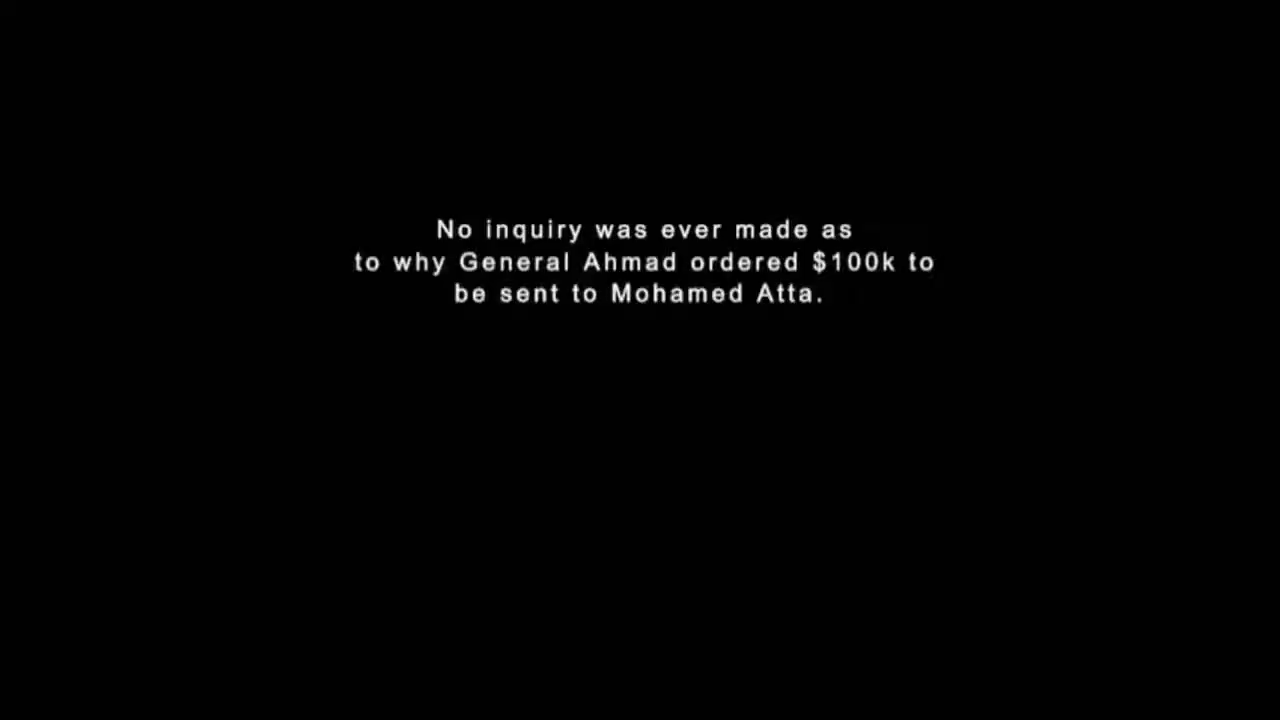 No inquiry was ever made as
to why General Ahmad ordered $100k to
be sent to Mohamed Atta.